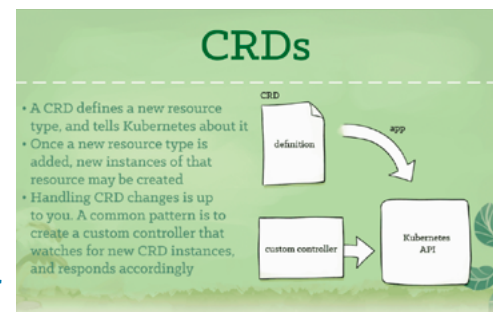 CRDs
• A CRD defines a new resource
type, and tells Kubernetes about it
• Once a new resource type is
added, new instances of that
resource may be created
• Handling CRD changes is up
to you. A common pattern is to
create a custom controller that
watches for new CRD instances,
and responds accordingly
CRD
definition
app
custom controller
Kubernetes
API